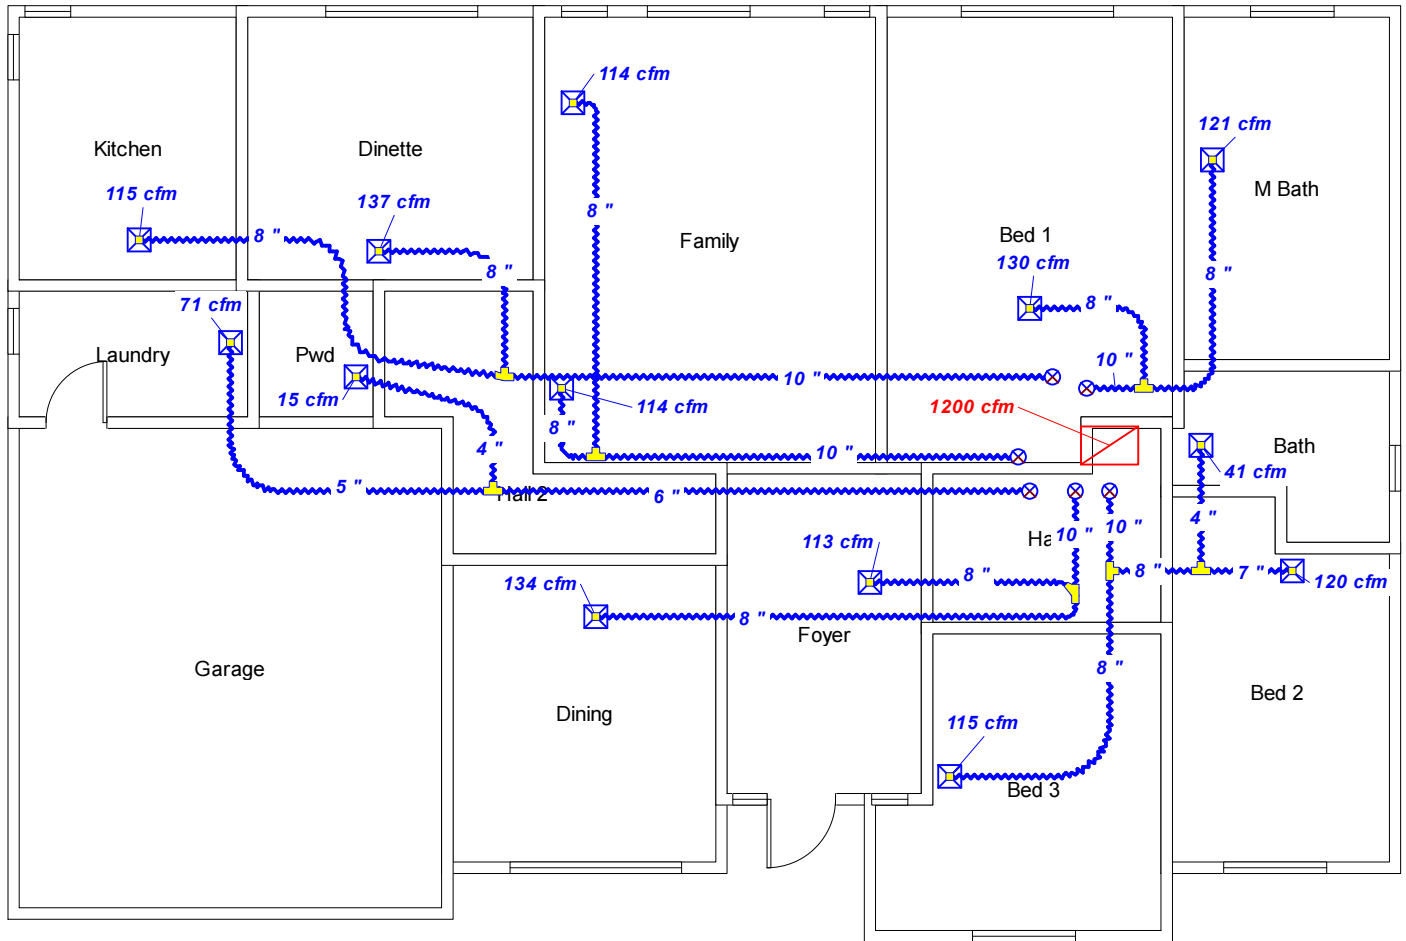 114 cfm
121 cfm
Kitchen
Dinette
M Bath
115 cfm
137 cfm
8 "
8 "
Family
Bed 1
130 cfm
8 "
8 "
8 "
71 cfm
Laundry
Pwd
10 "
10 "
15 cfm
114 cfm
1200 cfm
8 "
4 "
10 "
Bath
41 cfm
5 "
Hall 2
6 "
4 "
10 "
10 "
Ha
113 cfm
134 cfm
8 "
8 "
7 "
120 cfm
8 "
Foyer
Garage
8 "
Bed 2
Dining
115 cfm
Bed 3